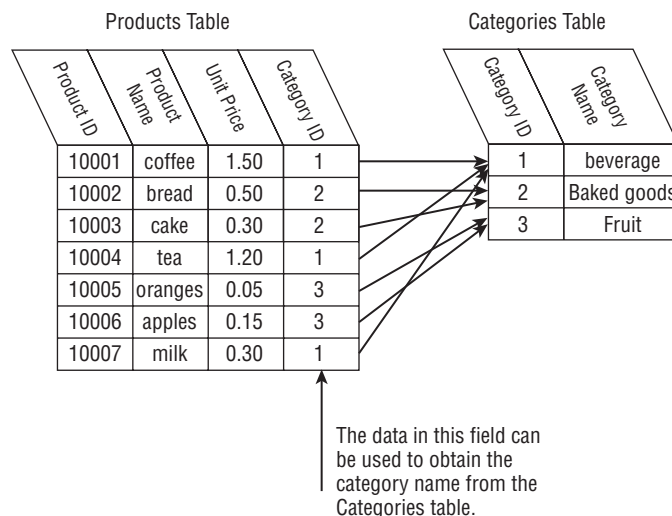 Products Table
Categories Table
Product ID
Product
Name
Unit Price
Category ID
Category ID
Category
Name
10001 coffee 1.50 1
1 beverage
10002 bread 0.50 2
2 Baked goods
10003 cake 0.30 2
3 Fruit
10004 tea 1.20 1
10005 oranges 0.05 3
10006 apples 0.15 3
10007 milk 0.30 1
The data in this field can
be used to obtain the
category name from the
Categories table.